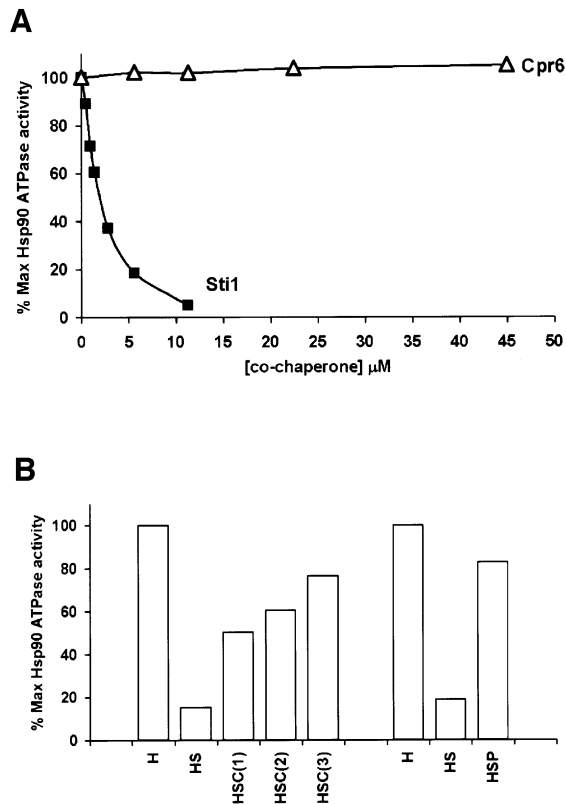 A
% Max Hsp90 ATPase activity
100
80
60
40
20
0
Cpr6
Sti1
0 5 10 15 20 25 30 35 40 45 50
[co-chaperone] μM
B
% Max Hsp90 ATPase activity
100
80
60
40
20
0
H HS HSC(1) HSC(2) HSC(3) H HS HSP